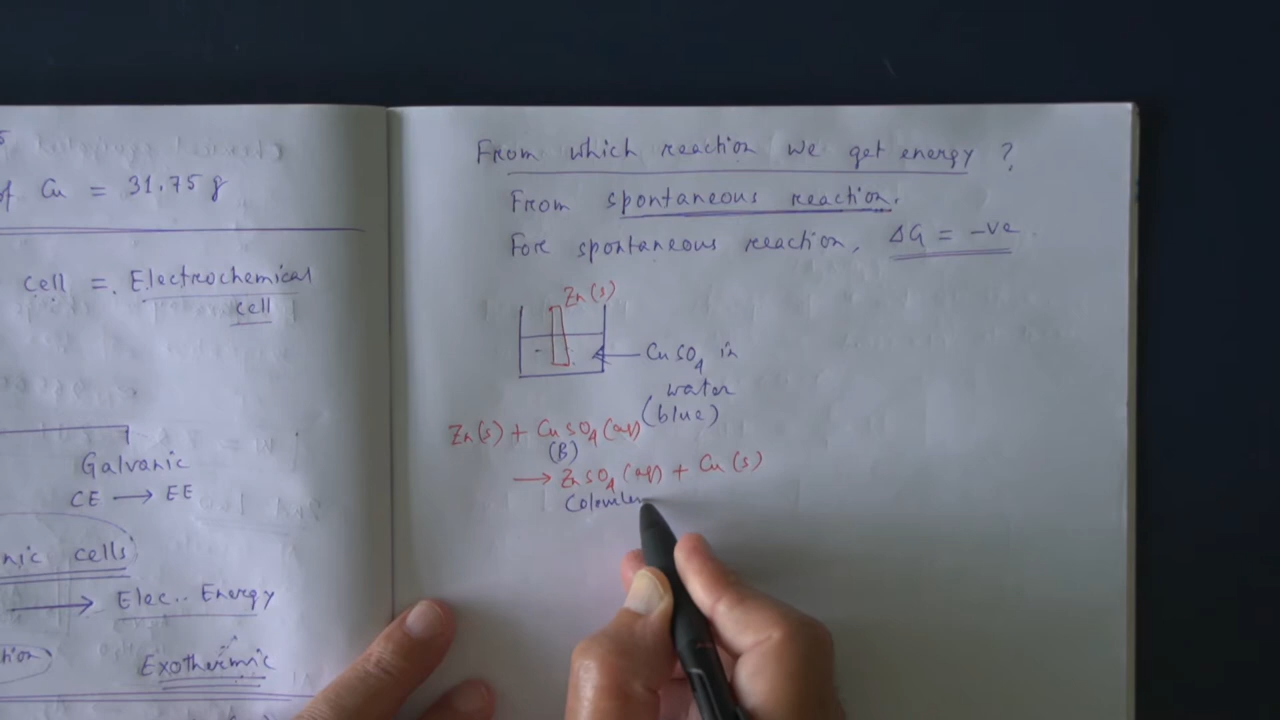 of Cu = 31.75 g
cell = Electrochemical
cell
Galvanic
CE → EE
nic cells
→ Elec.. Energy
Exothermic
From which reaction we get energy ?
From spontaneous reaction.
Fore spontaneous reaction, ΔG = -ve
Zn(s)
CuSO4 in
water
(blue)
Zn(s) + CuSO4 (aq)
(B)
→ ZnSO4 (aq) + Cu (s)